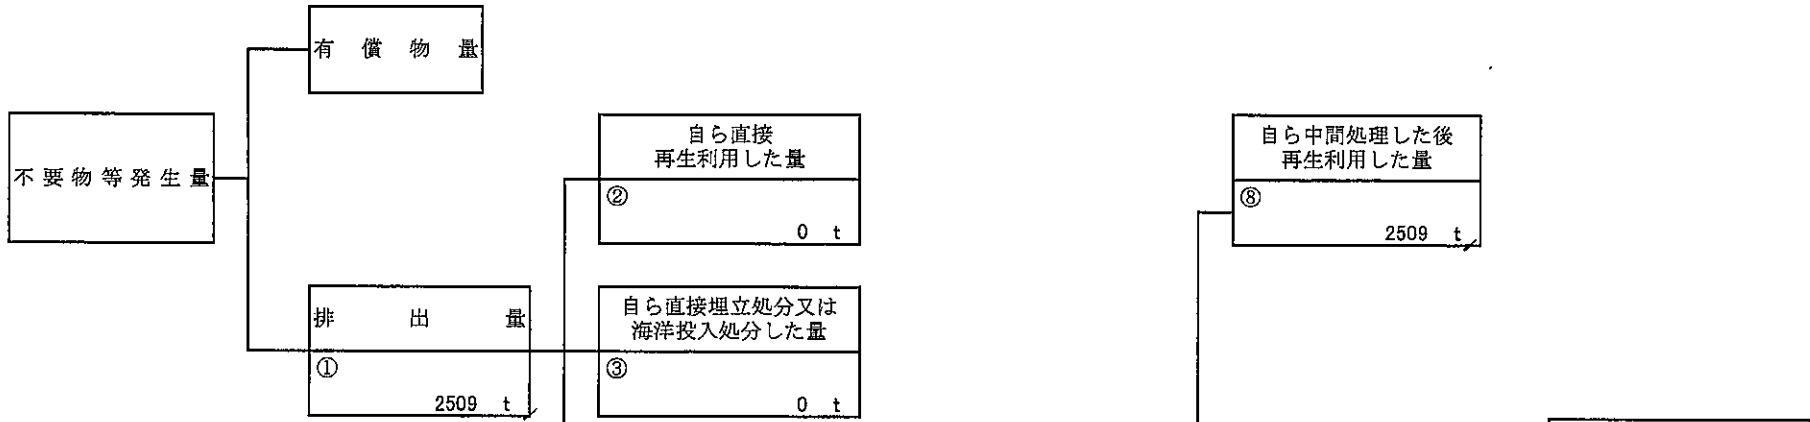 有償物量
不要物等発生量
自ら直接
再生利用した量
②
0 t
自ら中間処理した後
再生利用した量
⑧
2509 t
排出量
①
2509 t
自ら直接埋立処分又は
海洋投入処分した量
③
0 t